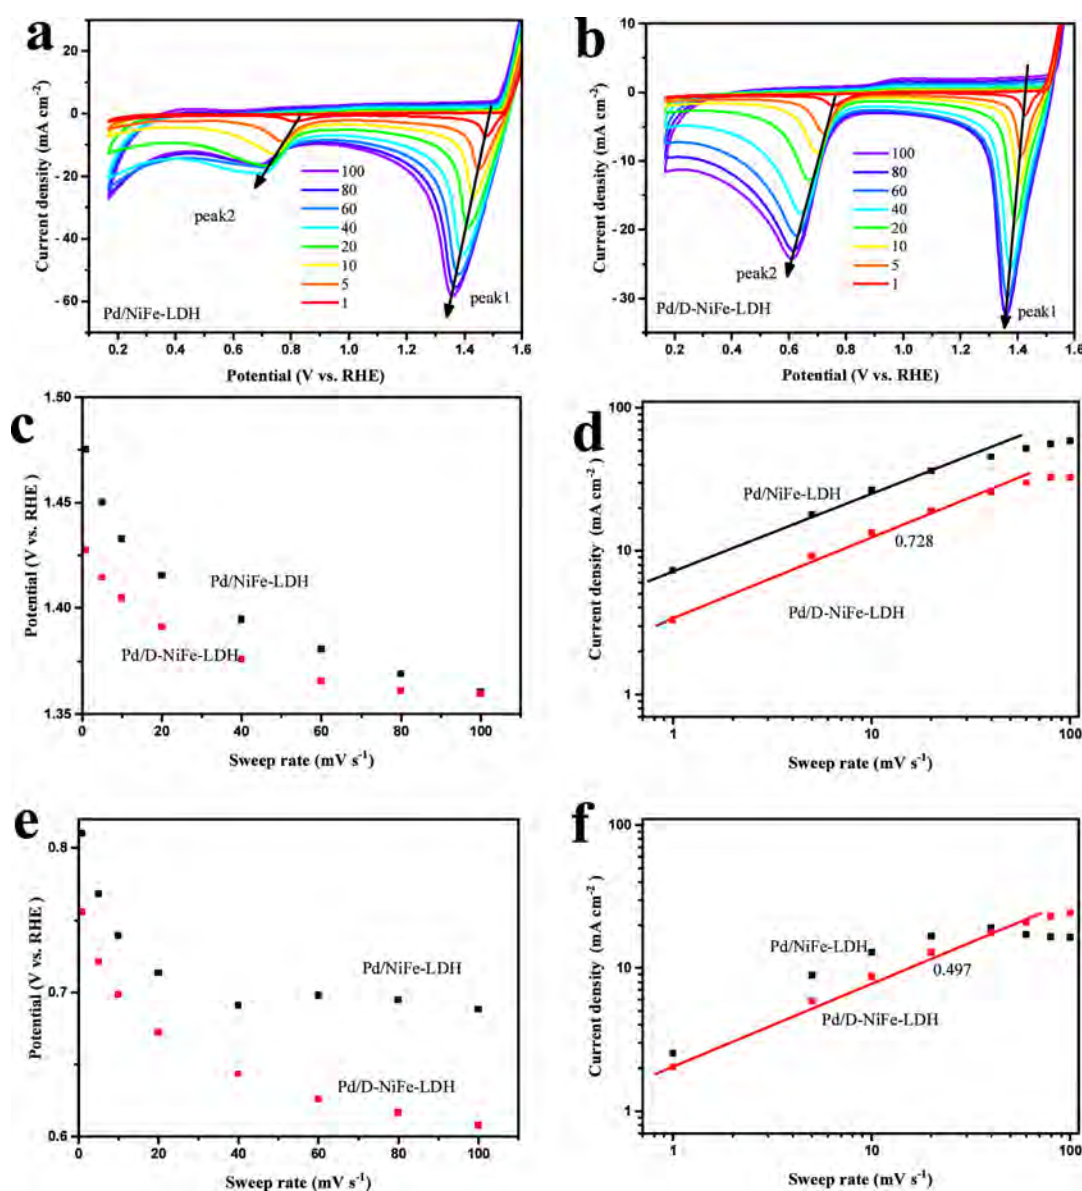 a
20
0
-20
-40
-60
Current density (mA cm⁻²)
peak2
100
80
60
40
20
10
5
1
peak1
Pd/NiFe-LDH
0.2 0.4 0.6 0.8 1.0 1.2 1.4 1.6
Potential (V vs. RHE)
b
10
0
-10
-20
-30
Current density (mA cm⁻²)
100
80
60
40
20
10
5
1
peak2
peak1
Pd/D-NiFe-LDH
0.2 0.4 0.6 0.8 1.0 1.2 1.4 1.6
Potential (V vs. RHE)
c
1.50
1.45
1.40
1.35
Potential (V vs. RHE )
Pd/NiFe-LDH
Pd/D-NiFe-LDH
0 20 40 60 80 100
Sweep rate (mV s⁻¹)
d
100
10
1
Current density (mA cm⁻²)
Pd/NiFe-LDH
0.728
Pd/D-NiFe-LDH
1 10 100
Sweep rate (mV s⁻¹)
e
0.8
0.7
0.6
Potential (V vs. RHE)
Pd/NiFe-LDH
Pd/D-NiFe-LDH
0 20 40 60 80 100
Sweep rate (mV s⁻¹)
f
100
10
1
Current density (mA cm⁻²)
Pd/NiFe-LDH
0.497
Pd/D-NiFe-LDH
1 10 100
Sweep rate (mV s⁻¹)